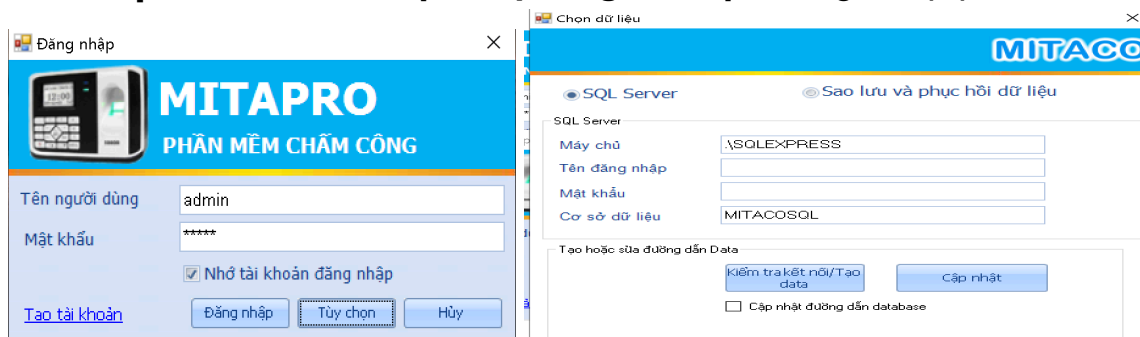 Đăng nhập
MITAPRO
PHẦN MỀM CHẤM CÔNG
Tên người dùng
admin
Mật khẩu
*****
Nhớ tài khoản đăng nhập
Tạo tài khoản
Đăng nhập
Tùy chọn
Hủy
Chọn dữ liệu
MITACO
SQL Server
Sao lưu và phục hồi dữ liệu
SQL Server
Máy chủ
.\SQLEXPRESS
Tên đăng nhập
Mật khẩu
Cơ sở dữ liệu
MITACOSQL
Tạo hoặc sửa đường dẫn Data
Kiểm tra kết nối/Tạo
data
Cập nhật
Cập nhật đường dẫn database